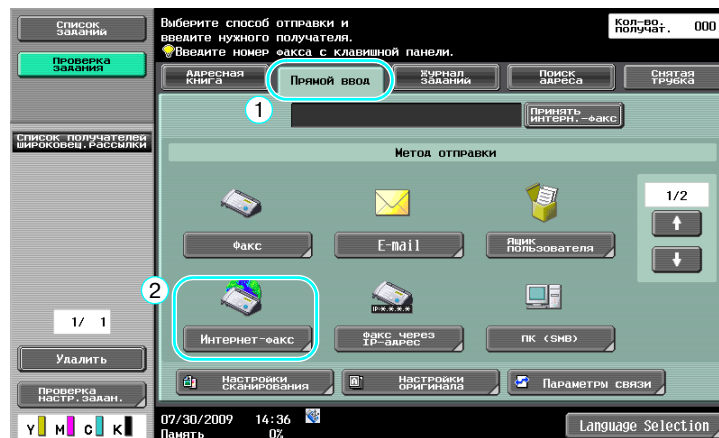 Список
заданий
Выберите способ отправки и
введите нужного получателя.
Введите номер факса с клавишной панели.
Кол-во.
получат.
000
Проверка
задания
Адресная
книга
Прямой ввод
Журнал
заданий
Поиск
адреса
Снятая
трубка
1
Принять
интерн.-факс
Список получателей
широковещ.рассылки
Метод отправки
1/2
Факс
E-mail
Ящик
пользователя
2
IP-*.*.*.*
Интернет-факс
Факс через
IP-адрес
ПК (SMB)
1/ 1
Удалить
Проверка
настр.задан.
Настройки
сканирования
Настройки
оригинала
Параметры связи
Y M C K
07/30/2009 14:36
Память 0%
Language Selection